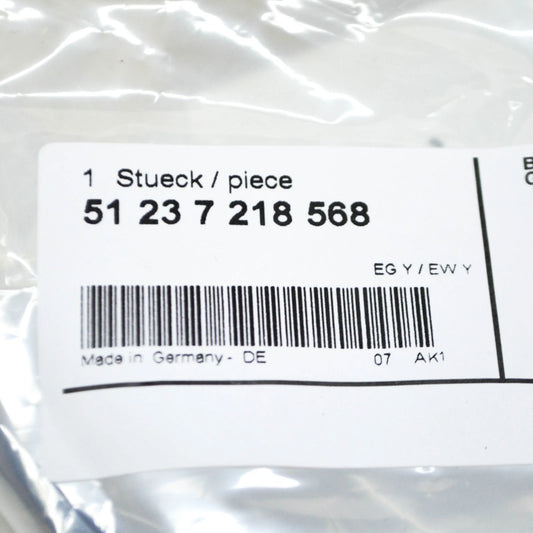 1 Stueck / piece
51 23 7 218 568
EG Y / EW Y
Made in Germany - DE 07 AK1